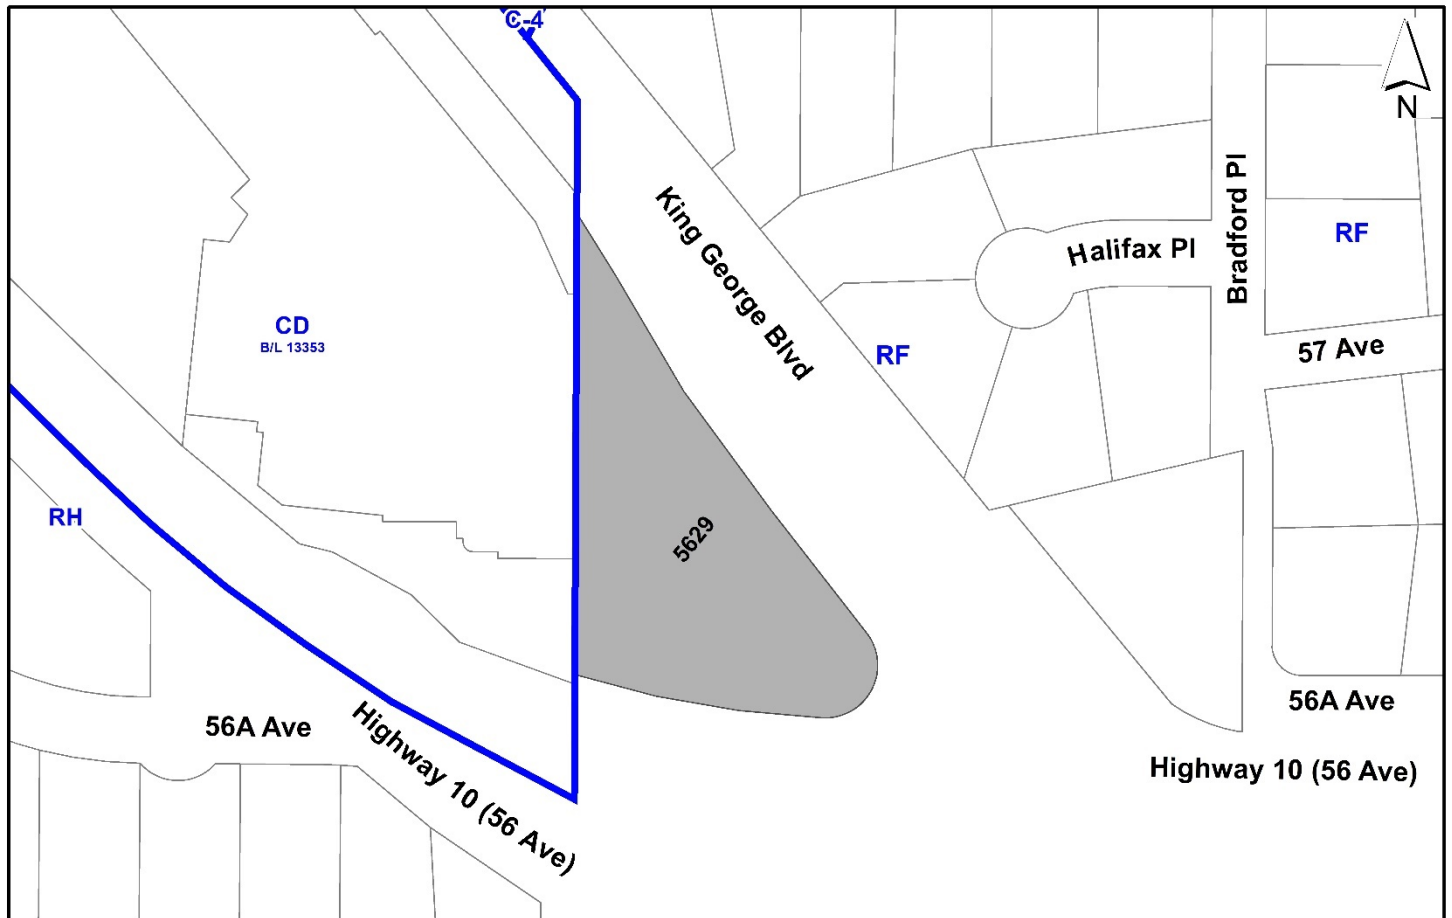 C-4
N
King George Blvd
Bradford Pl
Halifax Pl
RF
57 Ave
CD
B/L 13353
RF
RH
5629
56A Ave
56A Ave
Highway 10 (56 Ave)
Highway 10 (56 Ave)